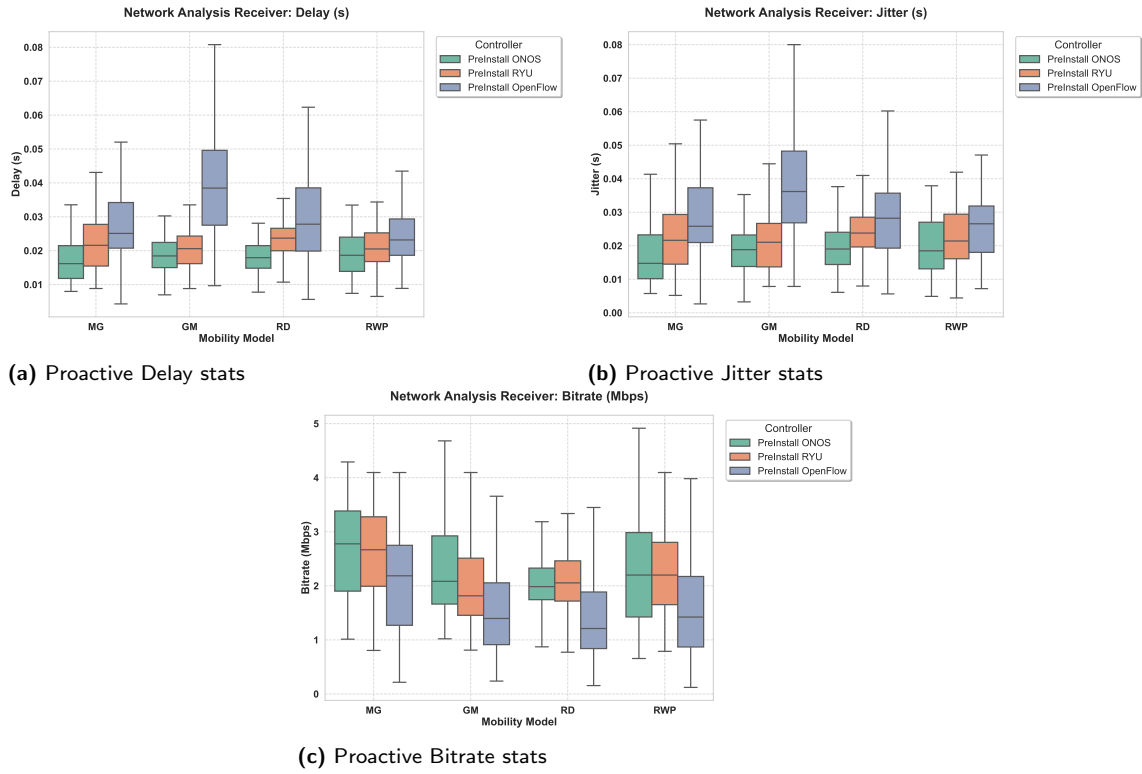 Network Analysis Receiver: Delay (s)
Controller
PreInstall ONOS
PreInstall RYU
PreInstall OpenFlow
0.08
0.07
0.06
0.05
0.04
0.03
0.02
0.01
Delay (s)
MG GM RD RWP
Mobility Model
(a) Proactive Delay stats
Network Analysis Receiver: Jitter (s)
Controller
PreInstall ONOS
PreInstall RYU
PreInstall OpenFlow
0.08
0.07
0.06
0.05
0.04
0.03
0.02
0.01
0.00
Jitter (s)
MG GM RD RWP
Mobility Model
(b) Proactive Jitter stats
Network Analysis Receiver: Bitrate (Mbps)
Controller
PreInstall ONOS
PreInstall RYU
PreInstall OpenFlow
5
4
3
2
1
0
Bitrate (Mbps)
MG GM RD RWP
Mobility Model
(c) Proactive Bitrate stats